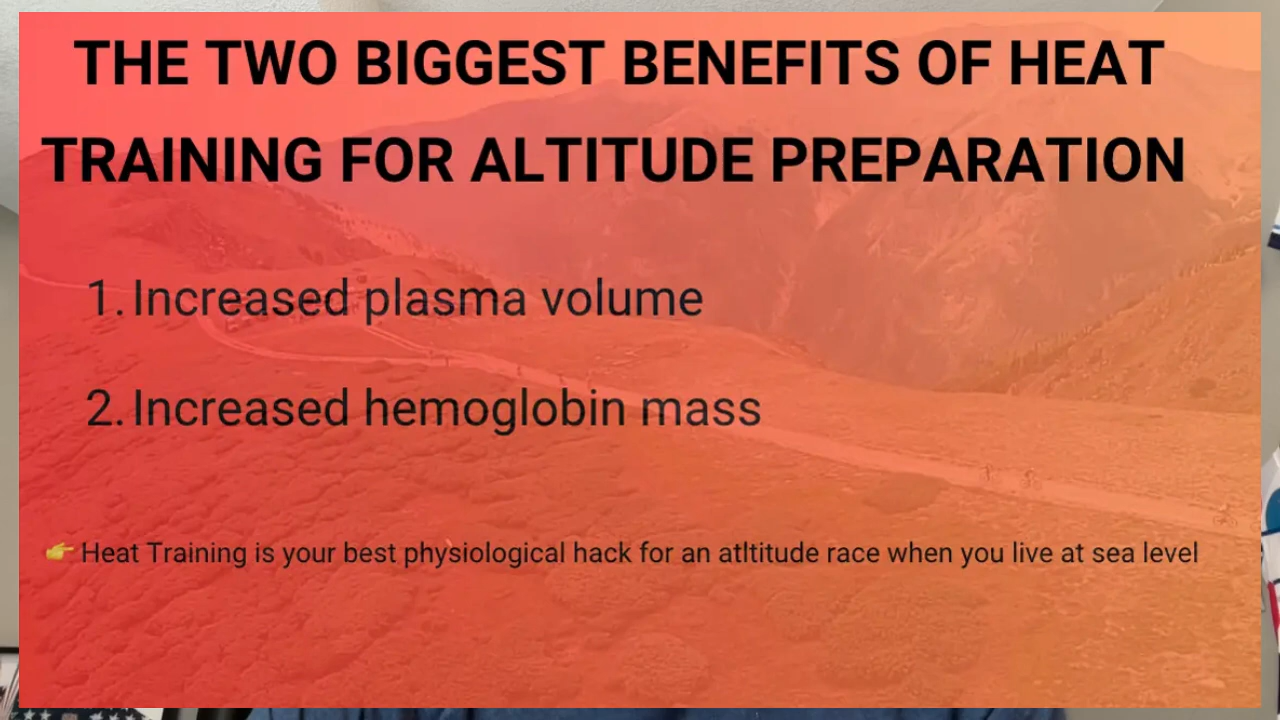 THE TWO BIGGEST BENEFITS OF HEAT
TRAINING FOR ALTITUDE PREPARATION
1. Increased plasma volume
2. Increased hemoglobin mass
👉 Heat Training is your best physiological hack for an atltitude race when you live at sea level